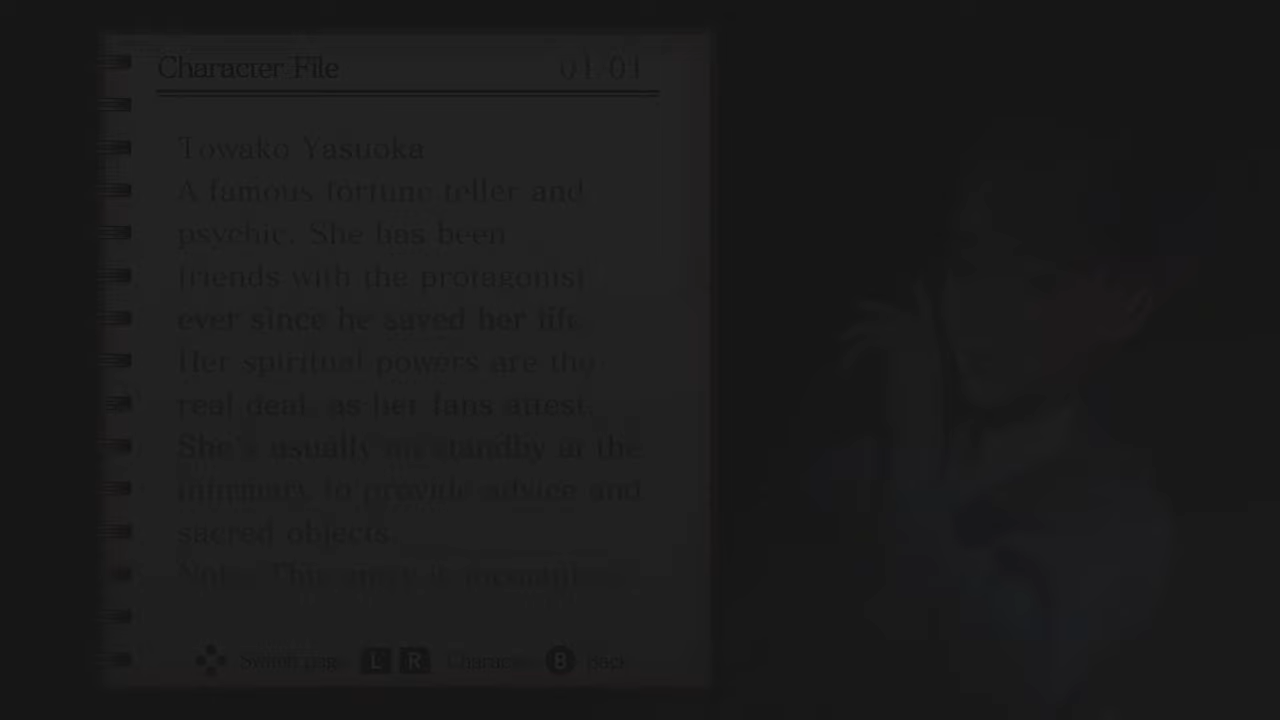 Character File 01-01
Towako Yasuoka
A famous fortune teller and
psychic. She has been
friends with the protagonist
ever since he saved her life.
Her spiritual powers are the
real deal, as her fans attest.
She's usually on standby at the
infirmary to provide advice and
sacred objects.
Note: This entry is
Switch page L R Character B Back